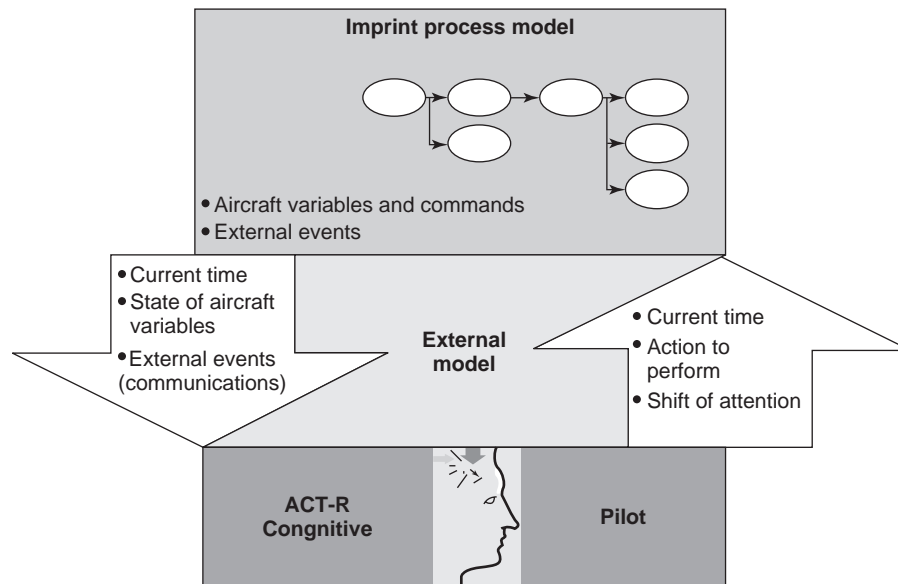 Imprint process model
• Aircraft variables and commands
• External events
• Current time
• State of aircraft
variables
• External events
(communications)
External
model
• Current time
• Action to
perform
• Shift of attention
ACT-R
Congnitive
Pilot